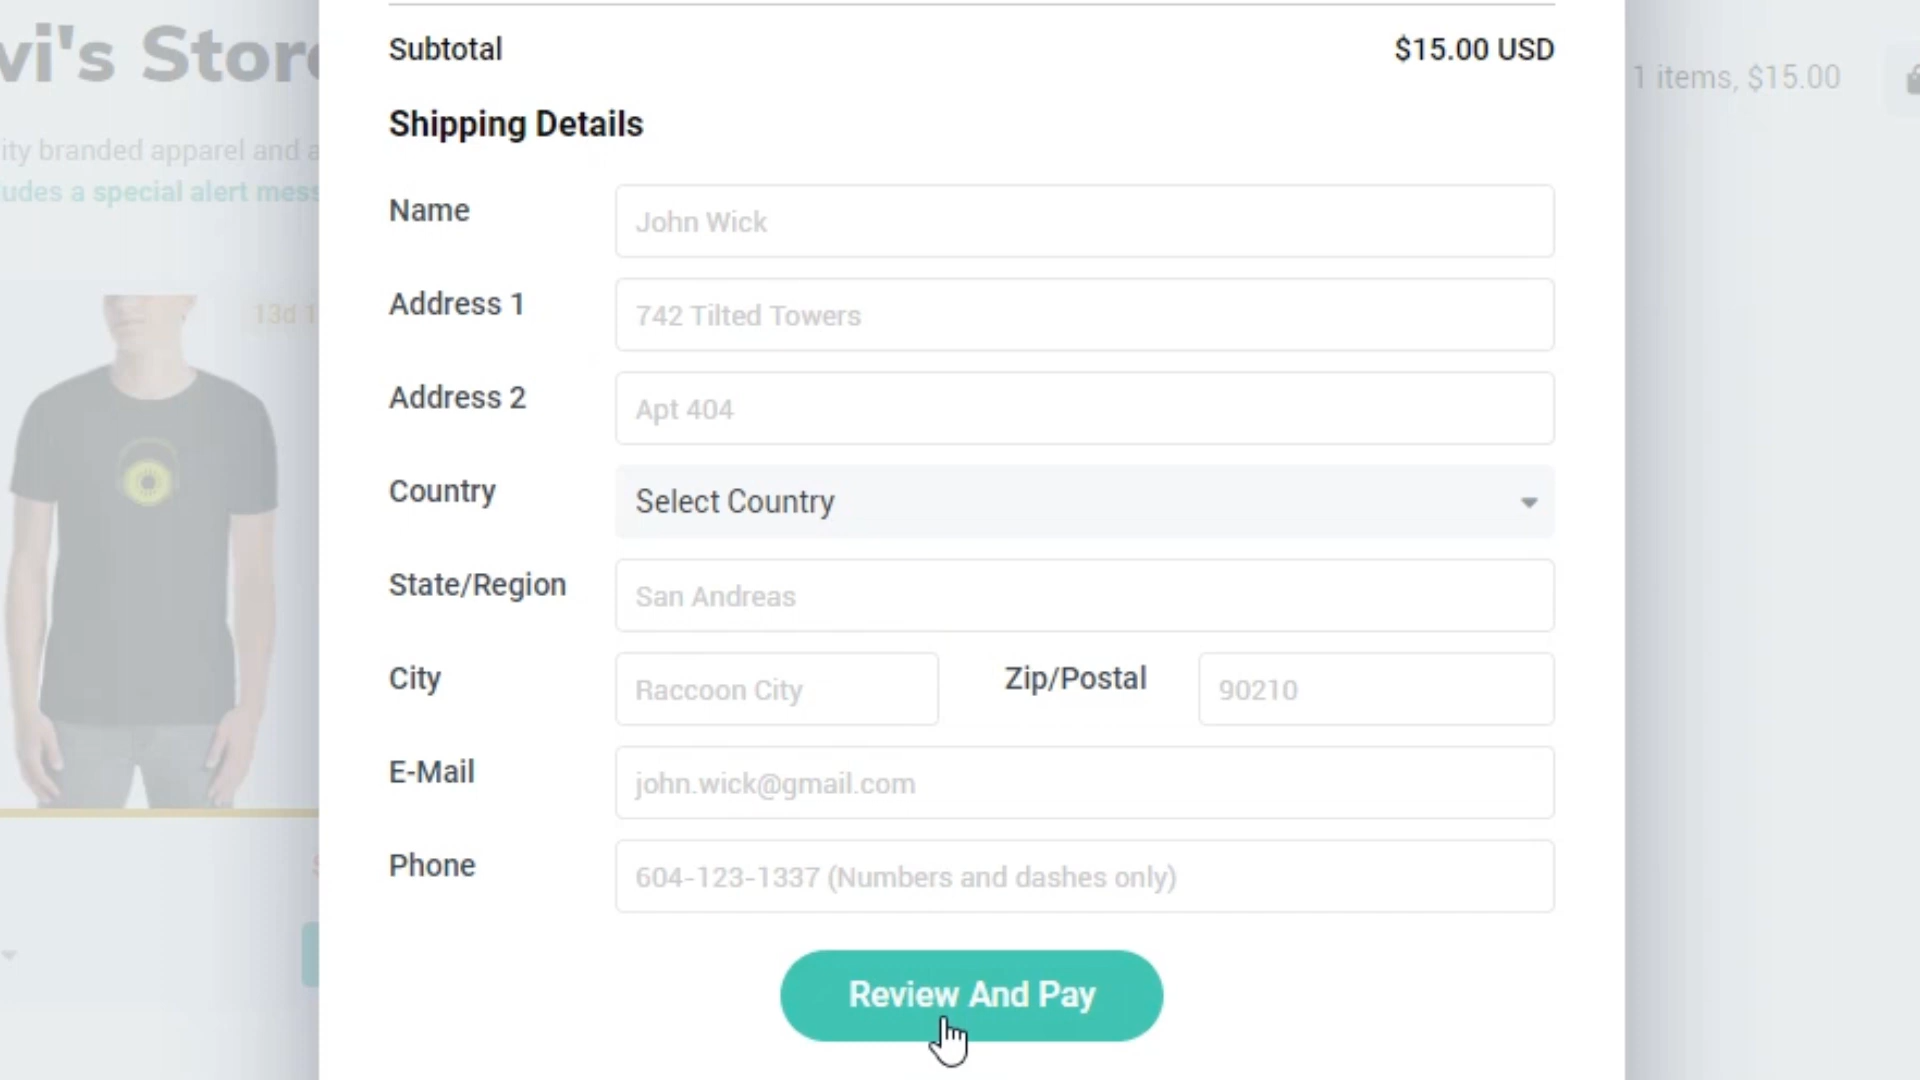 vi's Store
ity branded apparel and a
udes a special alert mess
13d 1
Subtotal $15.00 USD
1 items, $15.00
Shipping Details
Name John Wick
Address 1 742 Tilted Towers
Address 2 Apt 404
Country Select Country
State/Region San Andreas
City Raccoon City Zip/Postal 90210
E-Mail john.wick@gmail.com
Phone 604-123-1337 (Numbers and dashes only)
Review And Pay